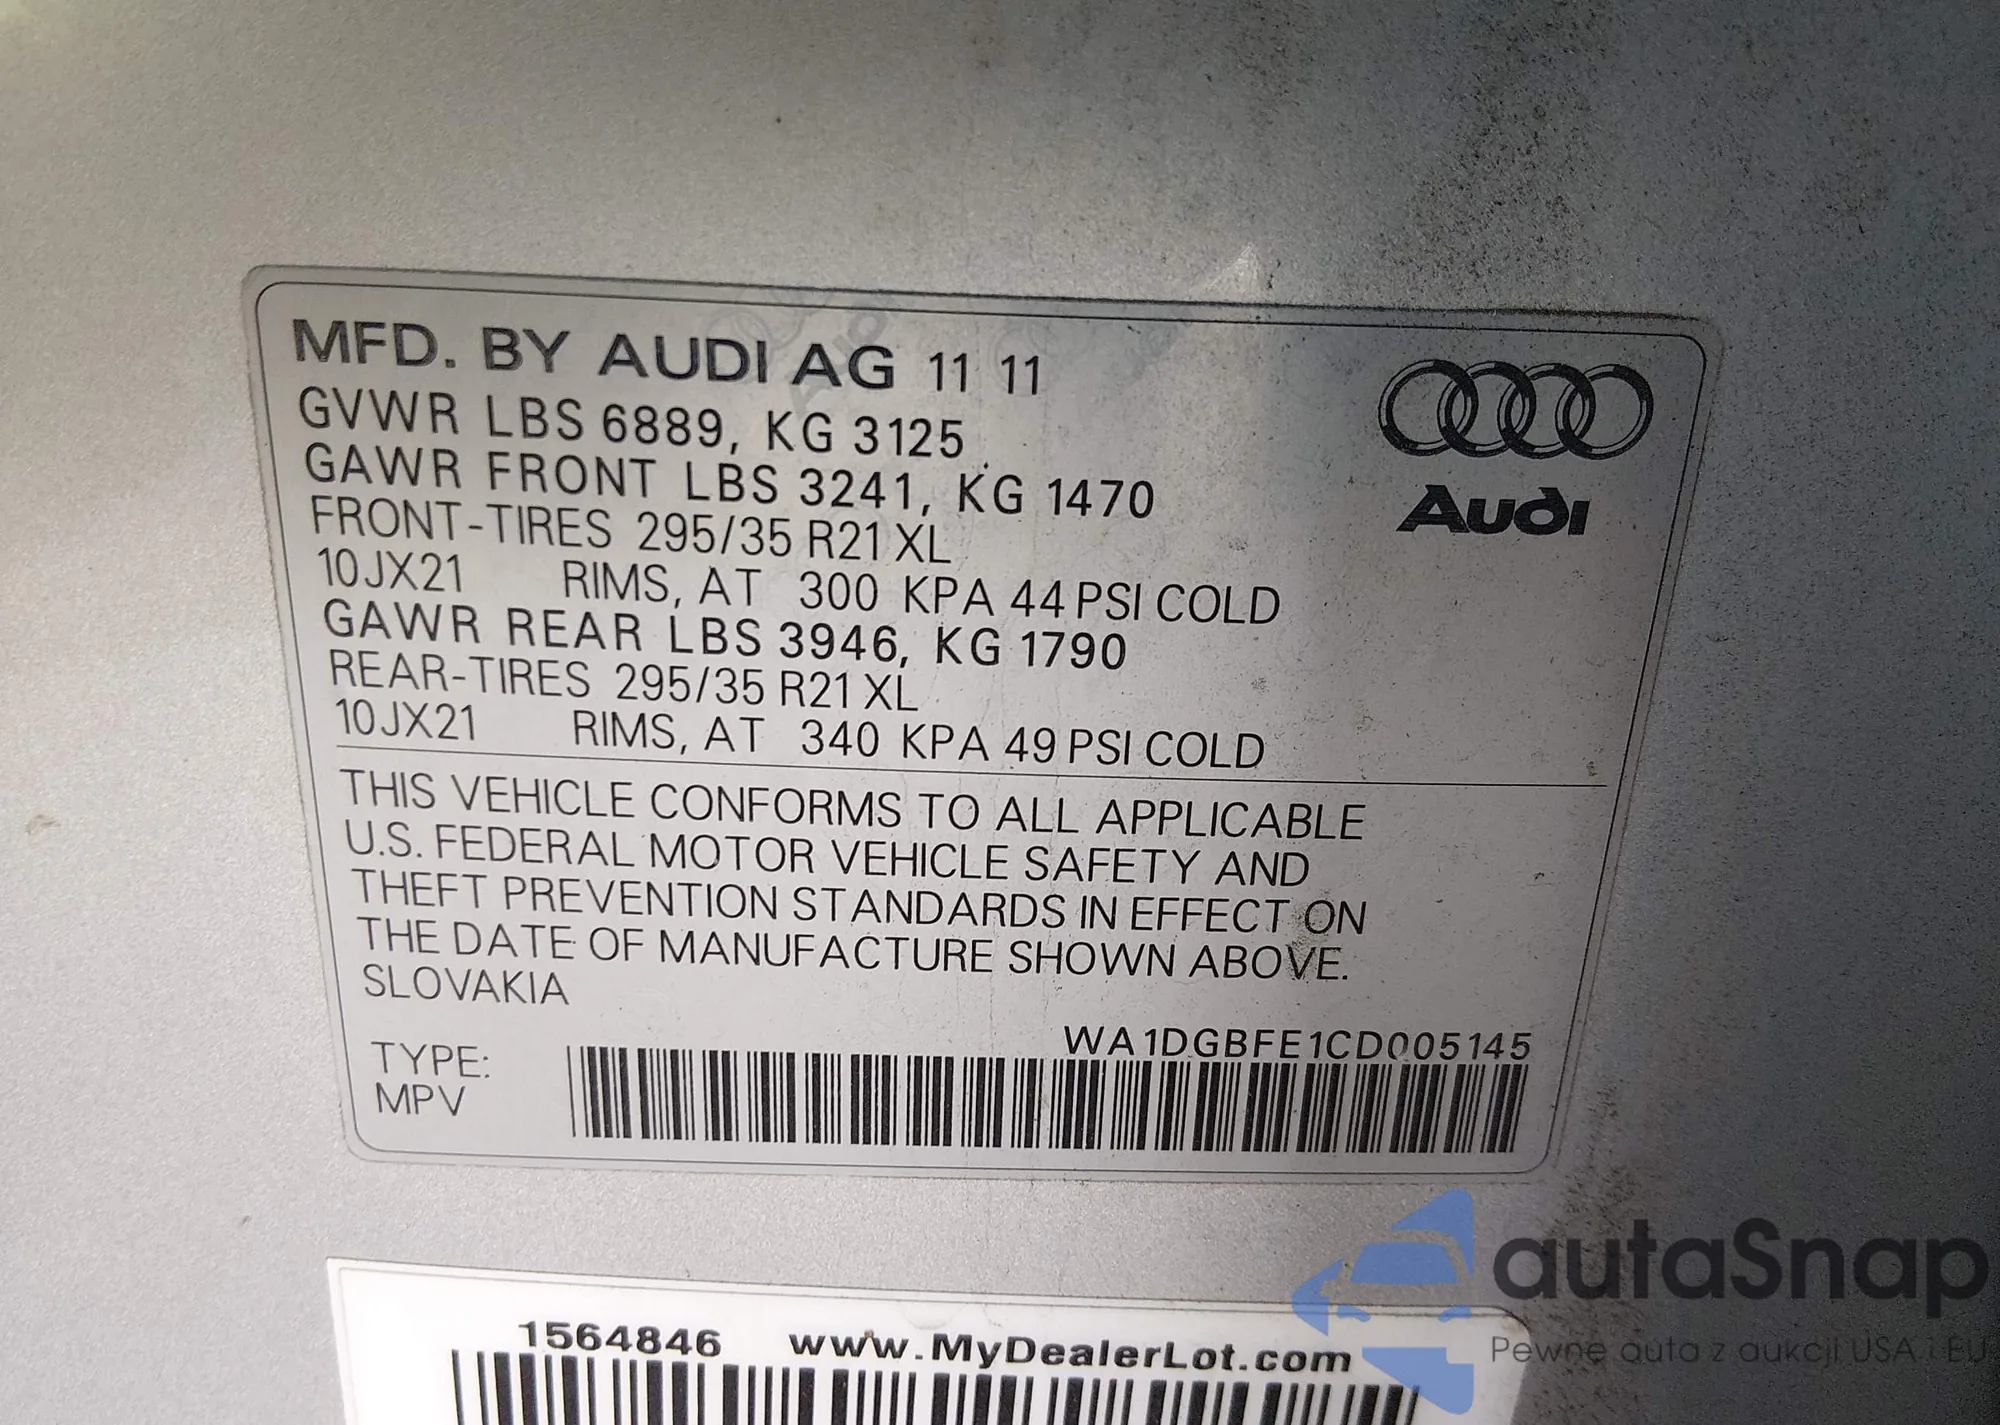 MFD. BY AUDI AG 11 11
GVWR LBS 6889, KG 3125
GAWR FRONT LBS 3241, KG 1470
FRONT-TIRES 295/35 R21 XL
10JX21 RIMS, AT 300 KPA 44 PSI COLD
GAWR REAR LBS 3946, KG 1790
REAR-TIRES 295/35 R21 XL
10JX21 RIMS, AT 340 KPA 49 PSI COLD
Audi
THIS VEHICLE CONFORMS TO ALL APPLICABLE
U.S. FEDERAL MOTOR VEHICLE SAFETY AND
THEFT PREVENTION STANDARDS IN EFFECT ON
THE DATE OF MANUFACTURE SHOWN ABOVE.
SLOVAKIA
WA1DGBFE1CD005145
TYPE:
MPV
1564846 www.MyDealerLot.com
autaSnap
Pewne auta z aukcji USA i EU